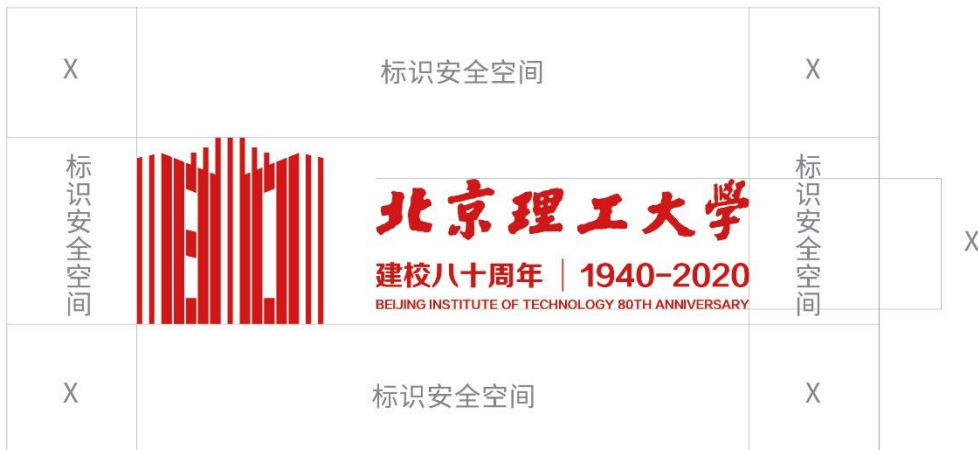 X 标识安全空间 X
标识安全空间
北京理工大學
建校八十周年 | 1940-2020
BEIJING INSTITUTE OF TECHNOLOGY 80TH ANNIVERSARY
标识安全空间
X
X 标识安全空间 X